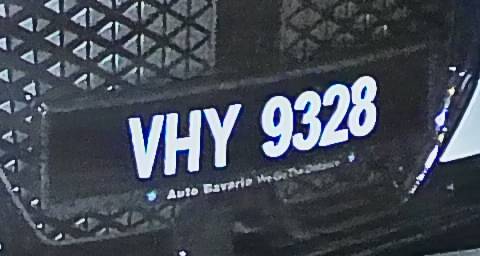 VHY 9328
Auto Bavaria We Go The Distance